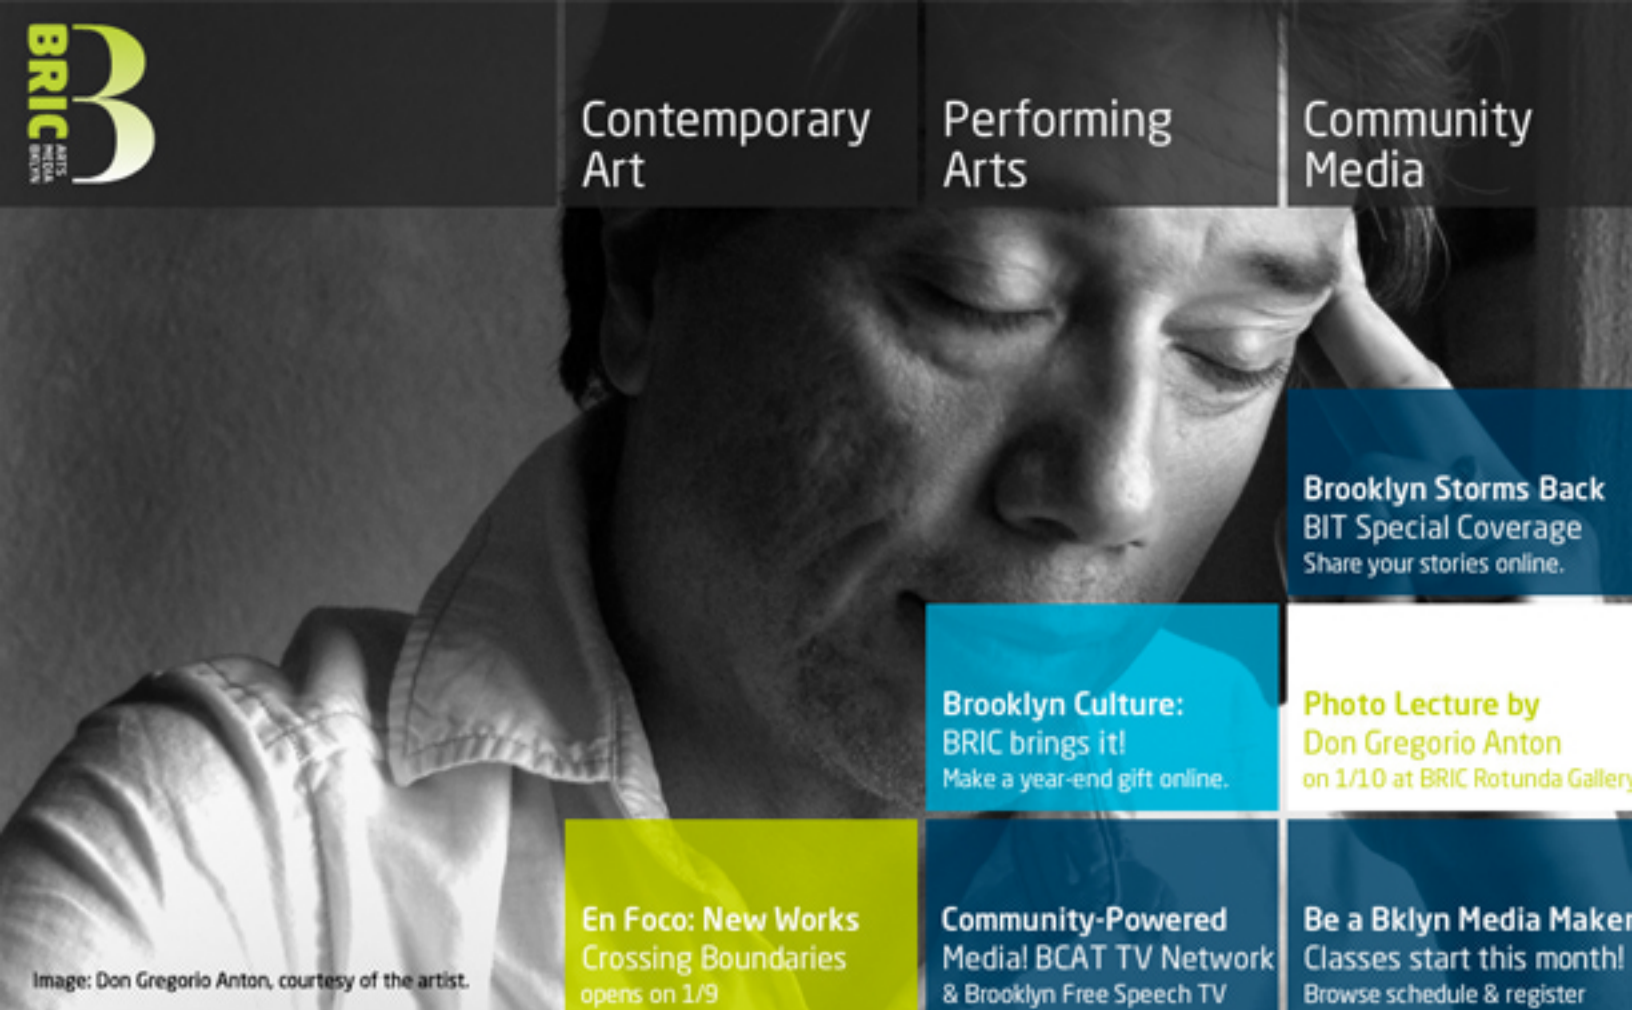 BRIC
ARTS
MEDIA
BKLYN
B
Contemporary
Art
Performing
Arts
Community
Media
Brooklyn Storms Back
BIT Special Coverage
Share your stories online.
Brooklyn Culture:
BRIC brings it!
Make a year-end gift online.
Photo Lecture by
Don Gregorio Anton
on 1/10 at BRIC Rotunda Gallery
En Foco: New Works
Crossing Boundaries
opens on 1/9
Community-Powered
Media! BCAT TV Network
& Brooklyn Free Speech TV
Be a Bklyn Media Maker
Classes start this month!
Browse schedule & register
Image: Don Gregorio Anton, courtesy of the artist.